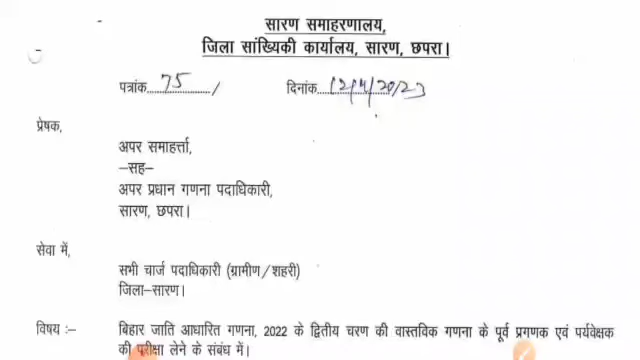 सारण समाहरणालय,
जिला सांख्यिकी कार्यालय, सारण, छपरा।
पत्रांक....75....../ दिनांक...12/4/2023
प्रेषक,
अपर समाहर्त्ता,
–सह–
अपर प्रधान गणना पदाधिकारी,
सारण, छपरा।
सेवा में,
सभी चार्ज पदाधिकारी (ग्रामीण/शहरी)
जिला–सारण।
विषय :– बिहार जाति आधारित गणना, 2022 के द्वितीय चरण की वास्तविक गणना के पूर्व प्रगणक एवं पर्यवेक्षक
की परीक्षा लेने के संबंध में।